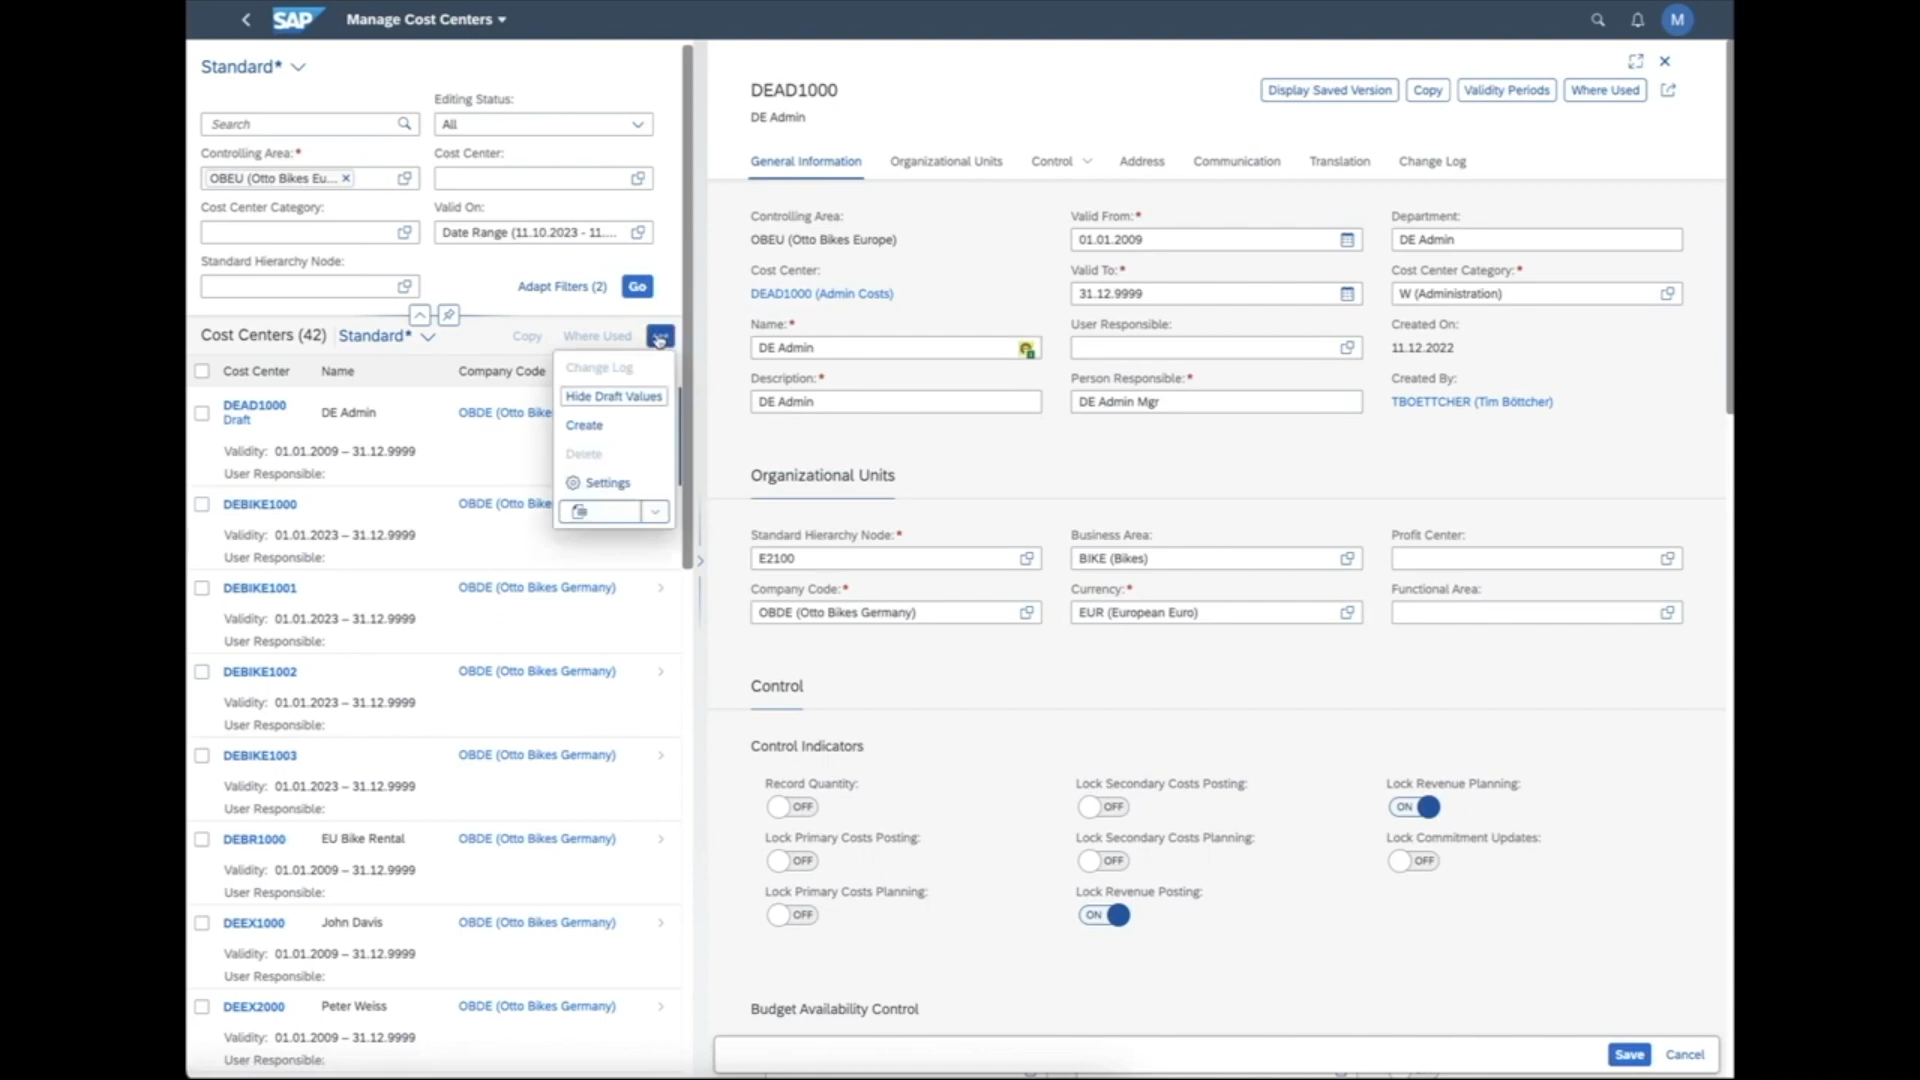 SAP Manage Cost Centers
M
Standard*
Editing Status:
Search
All
Controlling Area:*
Cost Center:
OBEU (Otto Bikes Eu...
Cost Center Category:
Valid On:
Date Range (11.10.2023 - 11....
Standard Hierarchy Node:
Adapt Filters (2)
Go
Cost Centers (42)
Standard*
Copy
Where Used
Cost Center
Name
Company Code
Change Log
Hide Draft Values
Create
Delete
Settings
DEAD1000
Draft
DE Admin
OBDE (Otto Bike
Validity: 01.01.2009 – 31.12.9999
User Responsible:
DEBIKE1000
OBDE (Otto Bike
Validity: 01.01.2023 – 31.12.9999
User Responsible:
DEBIKE1001
OBDE (Otto Bikes Germany)
Validity: 01.01.2023 – 31.12.9999
User Responsible:
DEBIKE1002
OBDE (Otto Bikes Germany)
Validity: 01.01.2023 – 31.12.9999
User Responsible:
DEBIKE1003
OBDE (Otto Bikes Germany)
Validity: 01.01.2023 – 31.12.9999
User Responsible:
DEBR1000
EU Bike Rental
OBDE (Otto Bikes Germany)
Validity: 01.01.2009 – 31.12.9999
User Responsible:
DEEX1000
John Davis
OBDE (Otto Bikes Germany)
Validity: 01.01.2009 – 31.12.9999
User Responsible:
DEEX2000
Peter Weiss
OBDE (Otto Bikes Germany)
Validity: 01.01.2009 – 31.12.9999
User Responsible:
DEAD1000
DE Admin
Display Saved Version
Copy
Validity Periods
Where Used
General Information
Organizational Units
Control
Address
Communication
Translation
Change Log
Controlling Area:
OBEU (Otto Bikes Europe)
Valid From:*
01.01.2009
Department:
DE Admin
Cost Center:
DEAD1000 (Admin Costs)
Valid To:*
31.12.9999
Cost Center Category:*
W (Administration)
Name:*
DE Admin
User Responsible:
Created On:
11.12.2022
Description:*
DE Admin
Person Responsible:*
DE Admin Mgr
Created By:
TBOETTCHER (Tim Böttcher)
Organizational Units
Standard Hierarchy Node:*
E2100
Business Area:
BIKE (Bikes)
Profit Center:
Company Code:*
OBDE (Otto Bikes Germany)
Currency:*
EUR (European Euro)
Functional Area:
Control
Control Indicators
Record Quantity:
OFF
Lock Secondary Costs Posting:
OFF
Lock Revenue Planning:
ON
Lock Primary Costs Posting:
OFF
Lock Secondary Costs Planning:
OFF
Lock Commitment Updates:
OFF
Lock Primary Costs Planning:
OFF
Lock Revenue Posting:
ON
Budget Availability Control
Save
Cancel